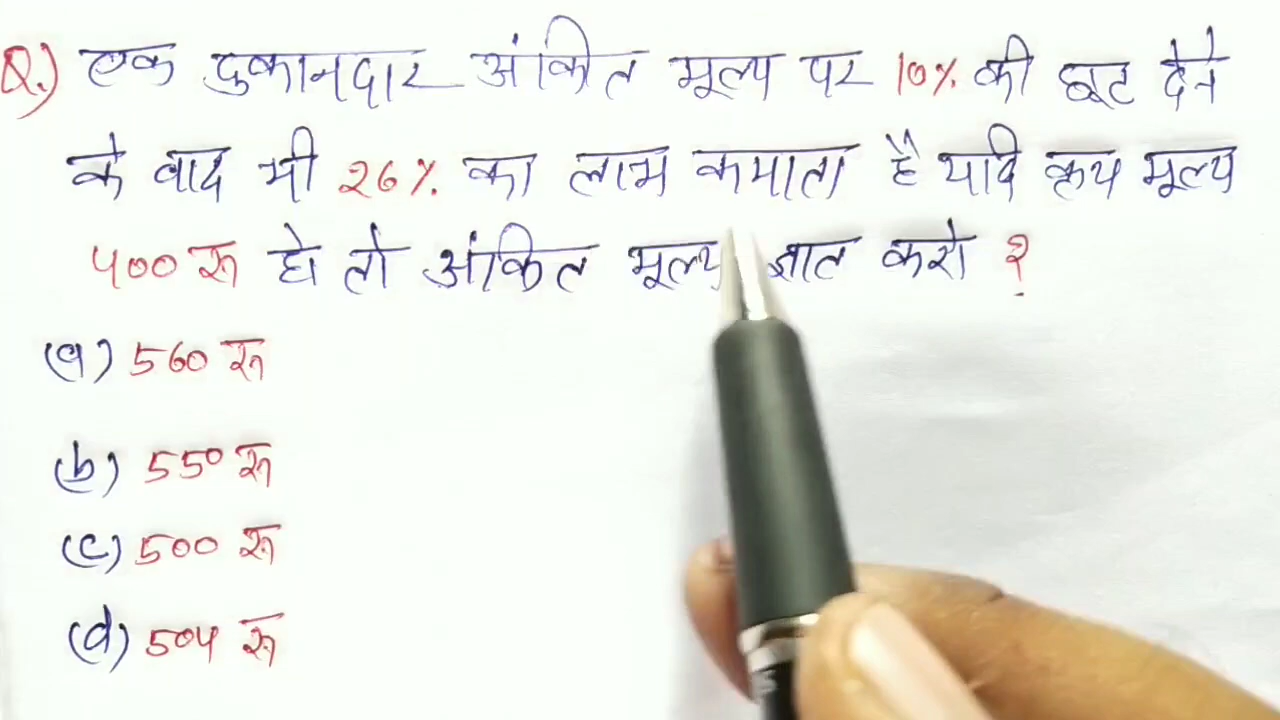 Q.) एक दुकानदार अंकित मूल्य पर 10% की छूट देने
के बाद भी 26% का लाभ कमाता है यदि क्रय मूल्य
400 रू हो तो अंकित मूल्य ज्ञात करो ?
(a) 560 रू
(b) 550 रू
(c) 500 रू
(d) 504 रू